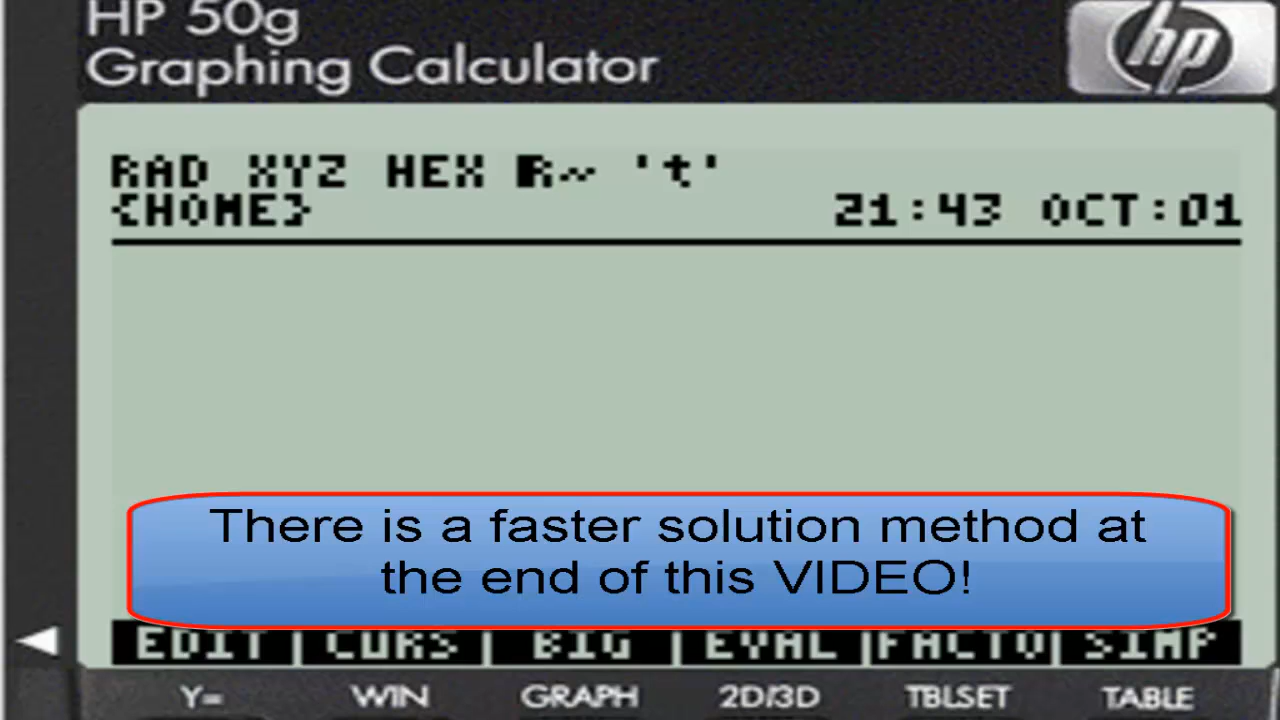 HP 50g
Graphing Calculator
hp
RAD XYZ HEX R~ 't'
{HOME} 21:43 OCT:01
There is a faster solution method at
the end of this VIDEO!
EDIT CURS BIG EVAL FACTO SIMP
Y= WIN GRAPH 2D/3D TBLSET TABLE